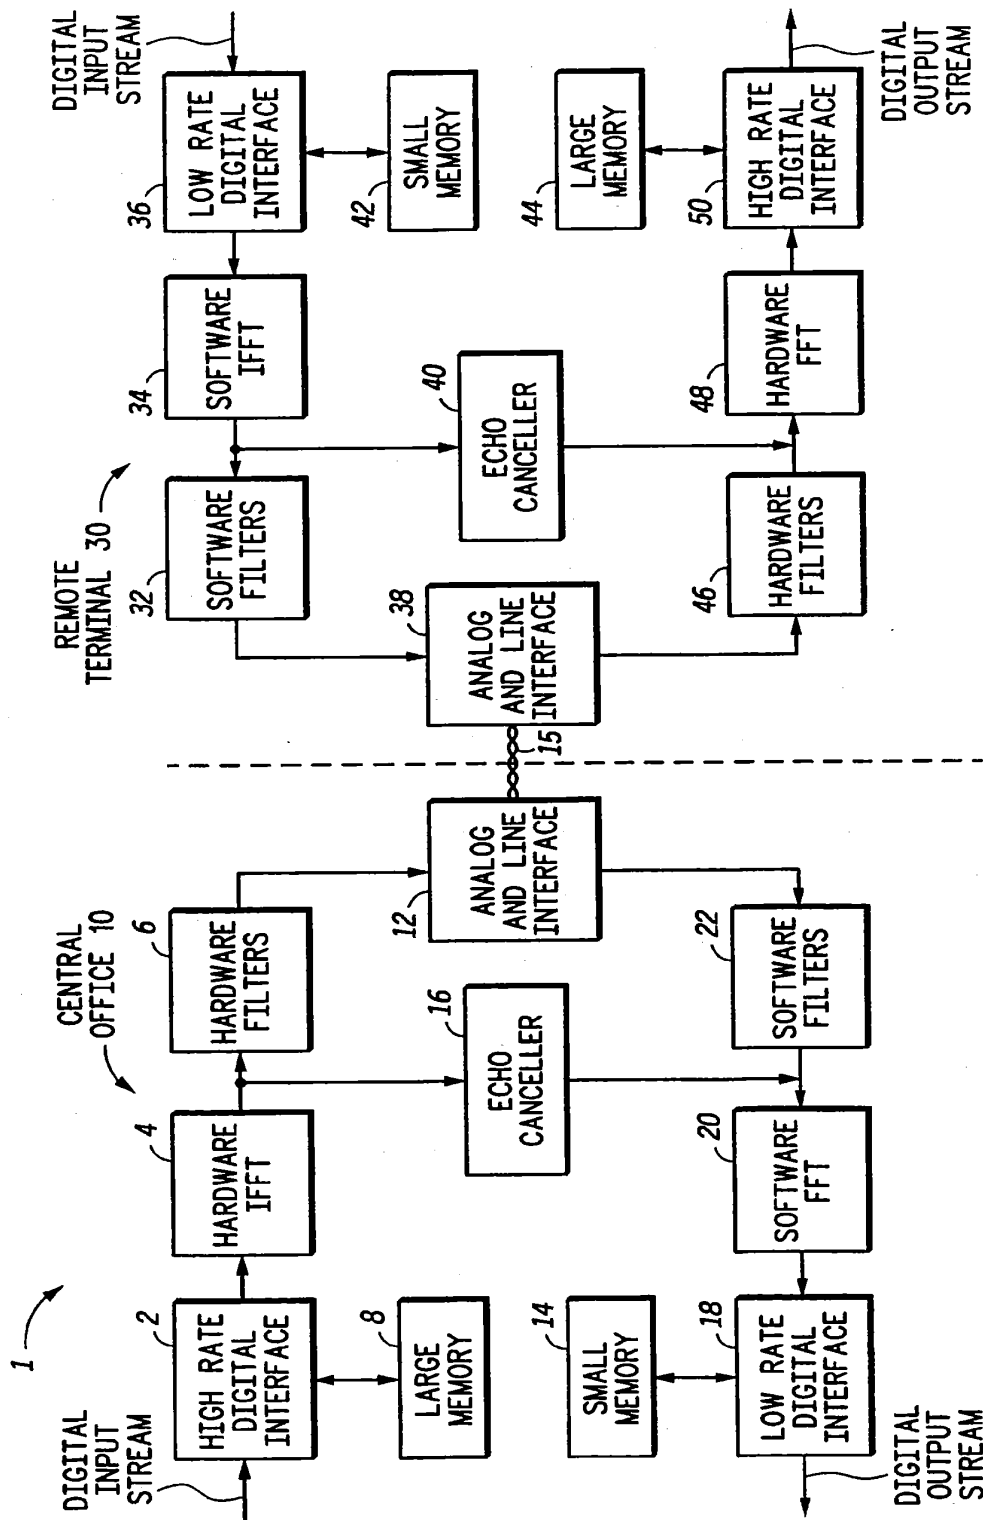 1
CENTRAL
OFFICE 10
REMOTE
TERMINAL 30
DIGITAL
INPUT
STREAM
2
HIGH RATE
DIGITAL
INTERFACE
4
HARDWARE
IFFT
6
HARDWARE
FILTERS
32
SOFTWARE
FILTERS
34
SOFTWARE
IFFT
36
LOW RATE
DIGITAL
INTERFACE
DIGITAL
INPUT
STREAM
8
LARGE
MEMORY
16
ECHO
CANCELLER
12
ANALOG
AND LINE
INTERFACE
15
38
ANALOG
AND LINE
INTERFACE
40
ECHO
CANCELLER
42
SMALL
MEMORY
14
SMALL
MEMORY
44
LARGE
MEMORY
18
LOW RATE
DIGITAL
INTERFACE
20
SOFTWARE
FFT
22
SOFTWARE
FILTERS
46
HARDWARE
FILTERS
48
HARDWARE
FFT
50
HIGH RATE
DIGITAL
INTERFACE
DIGITAL
OUTPUT
STREAM
DIGITAL
OUTPUT
STREAM